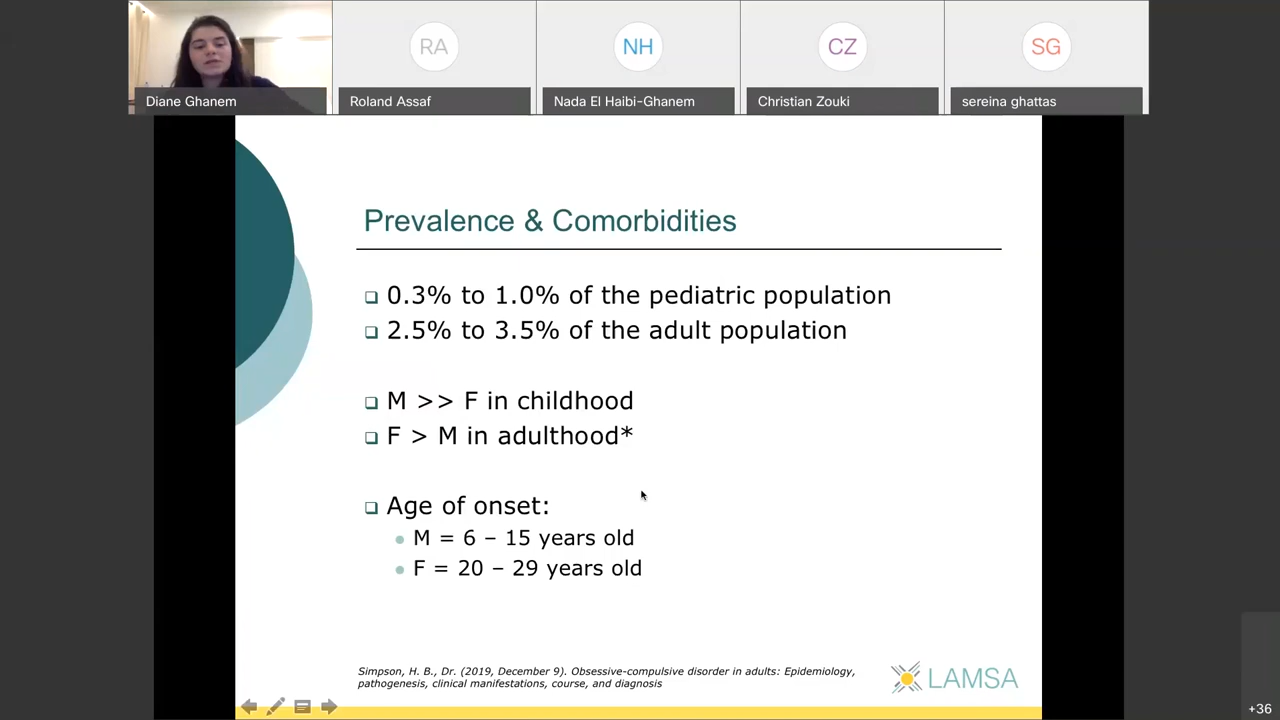 RA
NH
CZ
SG
Diane Ghanem
Roland Assaf
Nada El Haibi-Ghanem
Christian Zouki
sereina ghattas
Prevalence & Comorbidities
0.3% to 1.0% of the pediatric population
2.5% to 3.5% of the adult population
M >> F in childhood
F > M in adulthood*
Age of onset:
M = 6 – 15 years old
F = 20 – 29 years old
Simpson, H. B., Dr. (2019, December 9). Obsessive-compulsive disorder in adults: Epidemiology,
pathogenesis, clinical manifestations, course, and diagnosis
LAMSA
+36